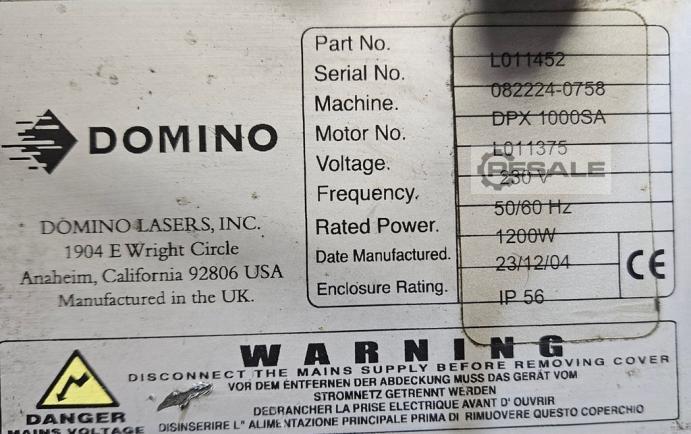 DOMINO
DOMINO LASERS, INC.
1904 E Wright Circle
Anaheim, California 92806 USA
Manufactured in the UK.
Part No. L011452
Serial No. 082224-0758
Machine. DPX 1000SA
Motor No. L011375
Voltage. 230 V
Frequency. 50/60 Hz
Rated Power. 1200W
Date Manufactured. 23/12/04
Enclosure Rating. IP 56
CE
RESALE
WARNING
DISCONNECT THE MAINS SUPPLY BEFORE REMOVING COVER
VOR DEM ENTFERNEN DER ABDECKUNG MUSS DAS GERÄT VOM
STROMNETZ GETRENNT WERDEN
DEBRANCHER LA PRISE ELECTRIQUE AVANT D' OUVRIR
DISINSERIRE L" ALIMENTAZIONE PRINCIPALE PRIMA DI RIMUOVERE QUESTO COPERCHIO
DANGER
MAINS VOLTAGE